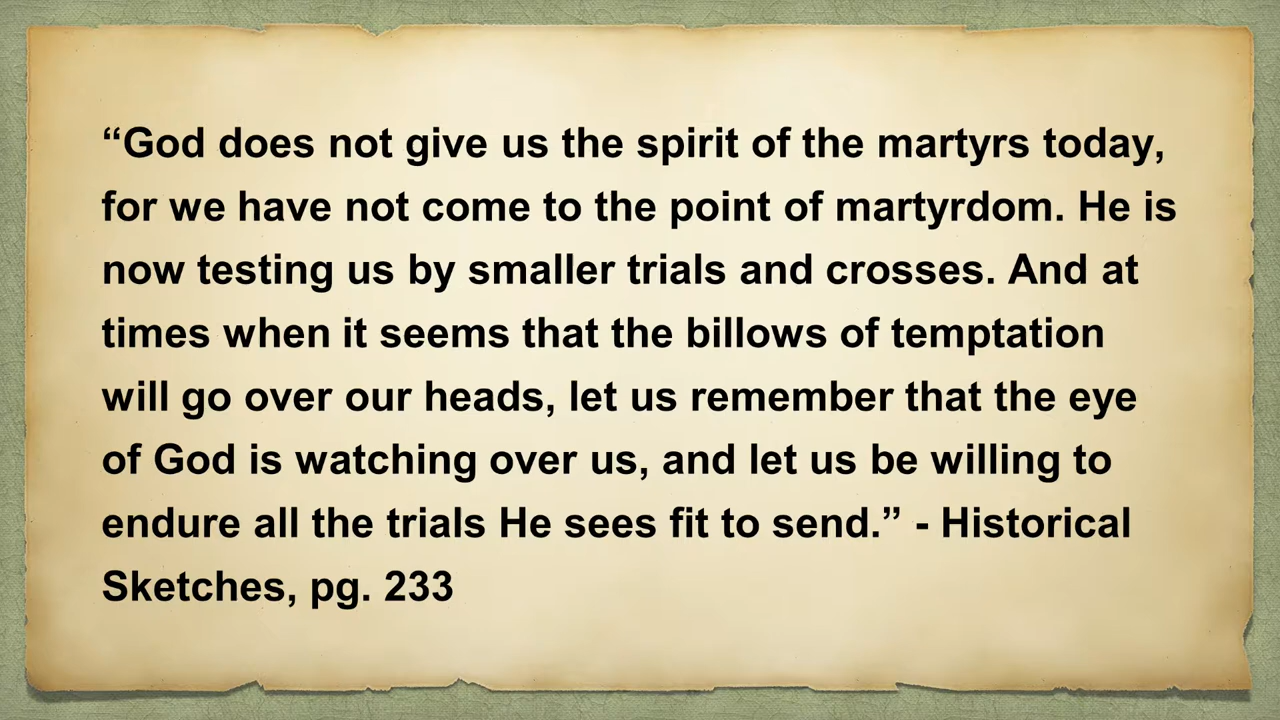 “God does not give us the spirit of the martyrs today,
for we have not come to the point of martyrdom. He is
now testing us by smaller trials and crosses. And at
times when it seems that the billows of temptation
will go over our heads, let us remember that the eye
of God is watching over us, and let us be willing to
endure all the trials He sees fit to send.” - Historical
Sketches, pg. 233